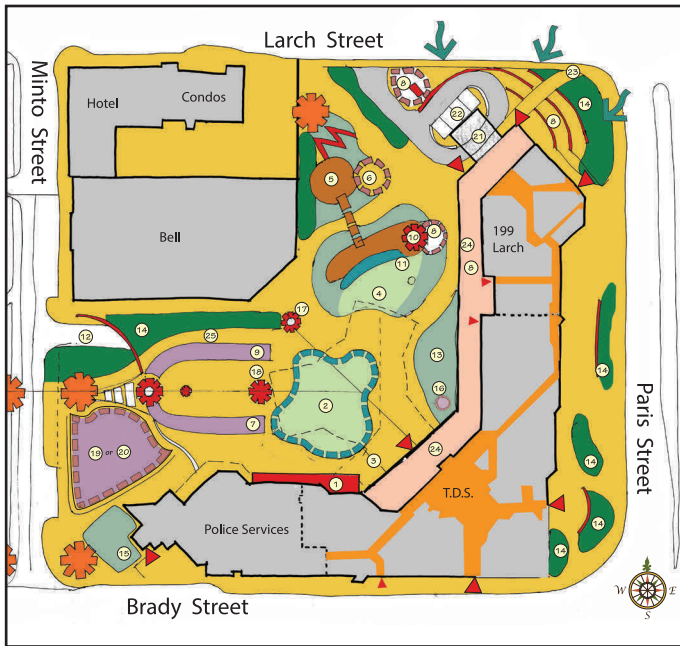 Larch Street
Minto Street
Hotel
Condos
Bell
8
22
21
23
14
8
5
6
10
8
11
4
24
8
199
Larch
17
12
14
25
9
18
2
13
16
14
7
19 or 20
3
24
1
T.D.S.
Police Services
15
14
14
14
Paris Street
Brady Street
W
E
S